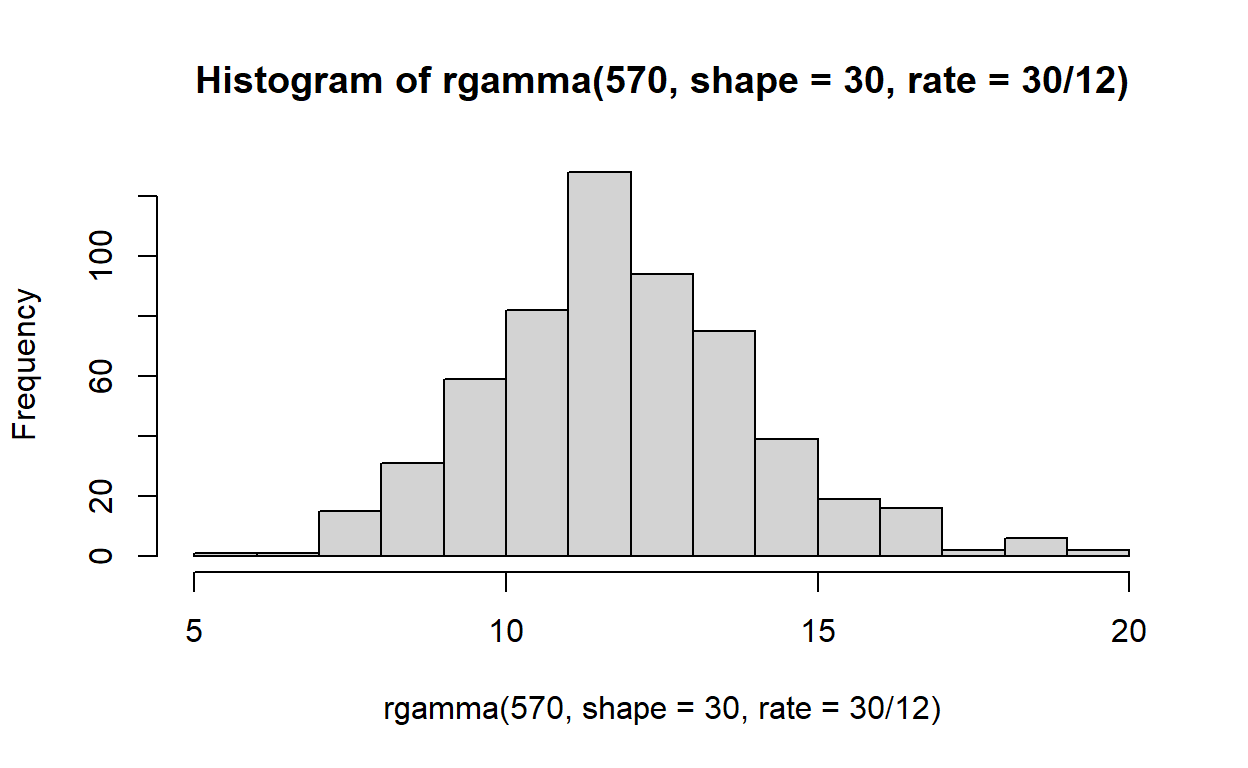 Histogram of rgamma(570, shape = 30, rate = 30/12)
Frequency
100
60
20
0
5 10 15 20
rgamma(570, shape = 30, rate = 30/12)